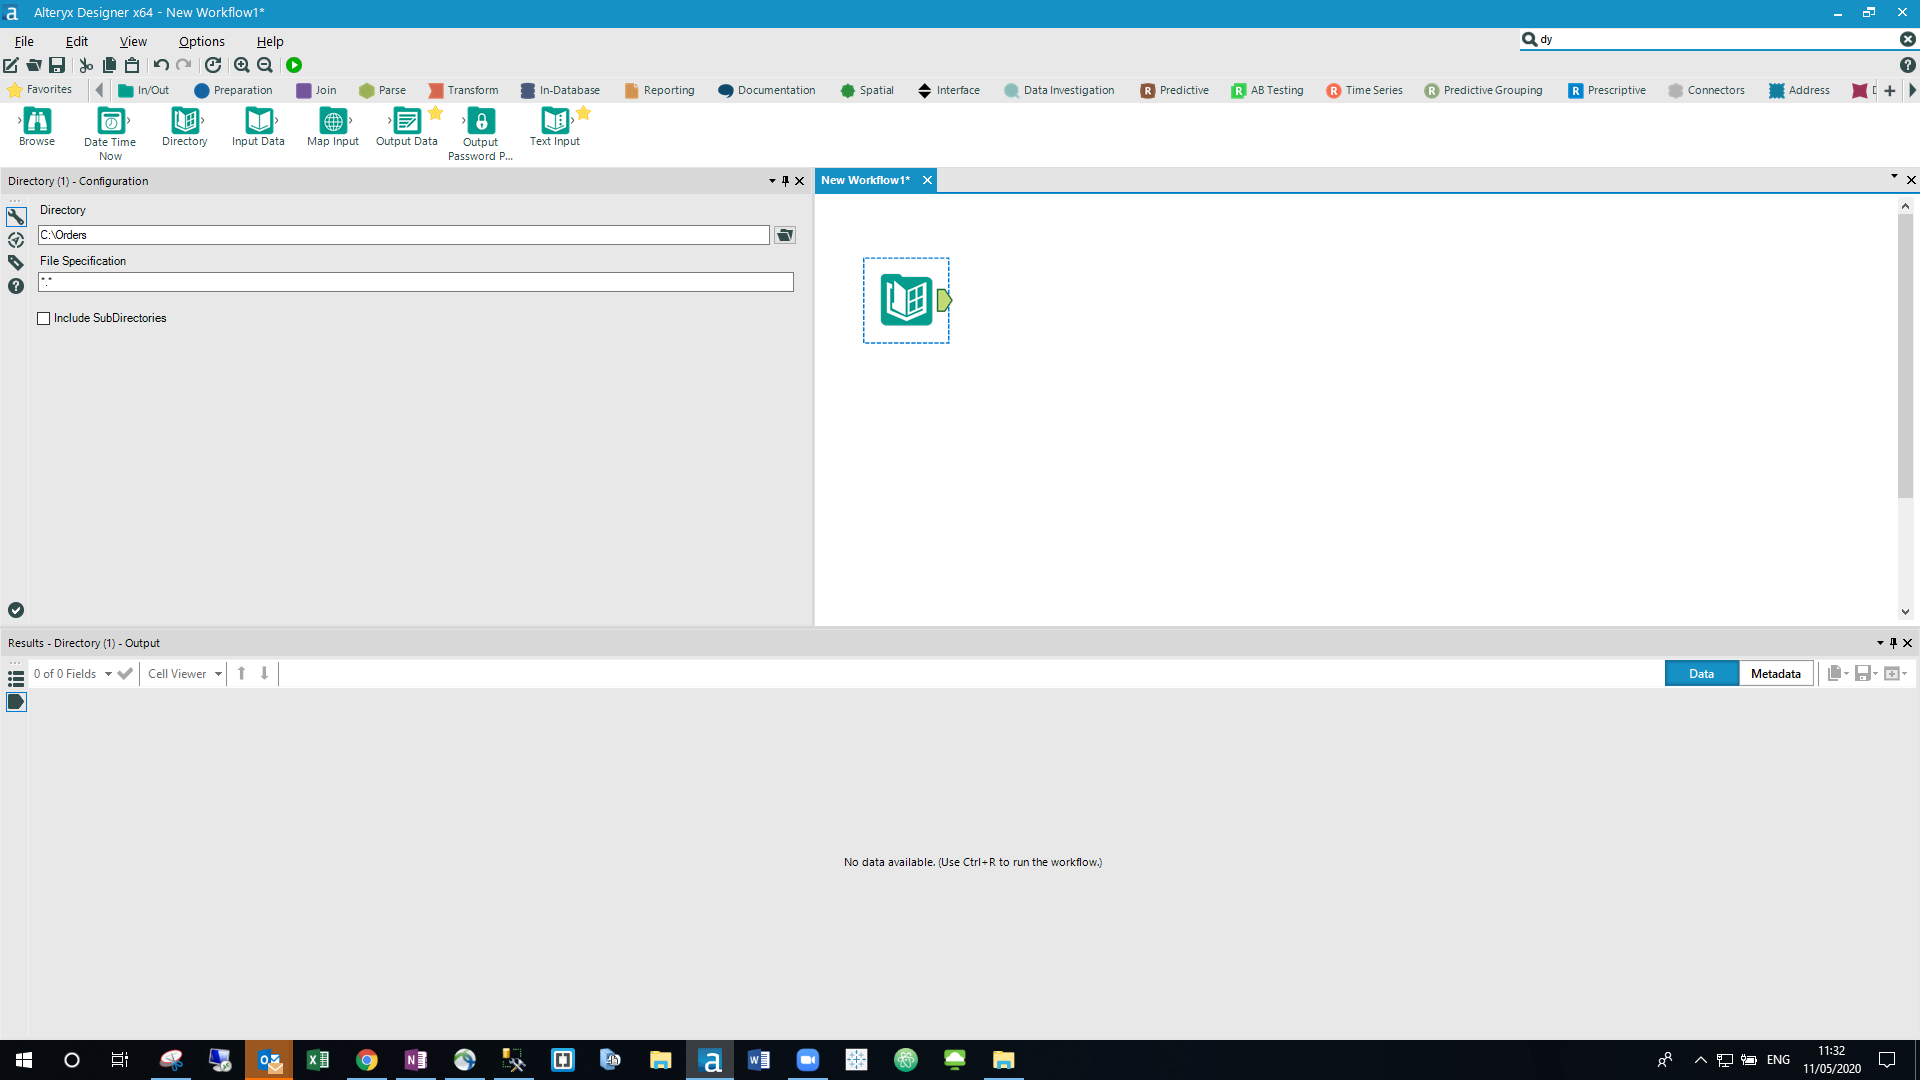 Alteryx Designer x64 - New Workflow1*
File Edit View Options Help
dy
Favorites In/Out Preparation Join Parse Transform In-Database Reporting Documentation Spatial Interface Data Investigation Predictive AB Testing Time Series Predictive Grouping Prescriptive Connectors Address
Browse Date Time Now Directory Input Data Map Input Output Data Output Password P... Text Input
Directory (1) - Configuration
New Workflow1*
Directory
C:\Orders
File Specification
*.*
Include SubDirectories
Results - Directory (1) - Output
0 of 0 Fields Cell Viewer Data Metadata
No data available. (Use Ctrl+R to run the workflow.)
ENG
11:32
11/05/2020